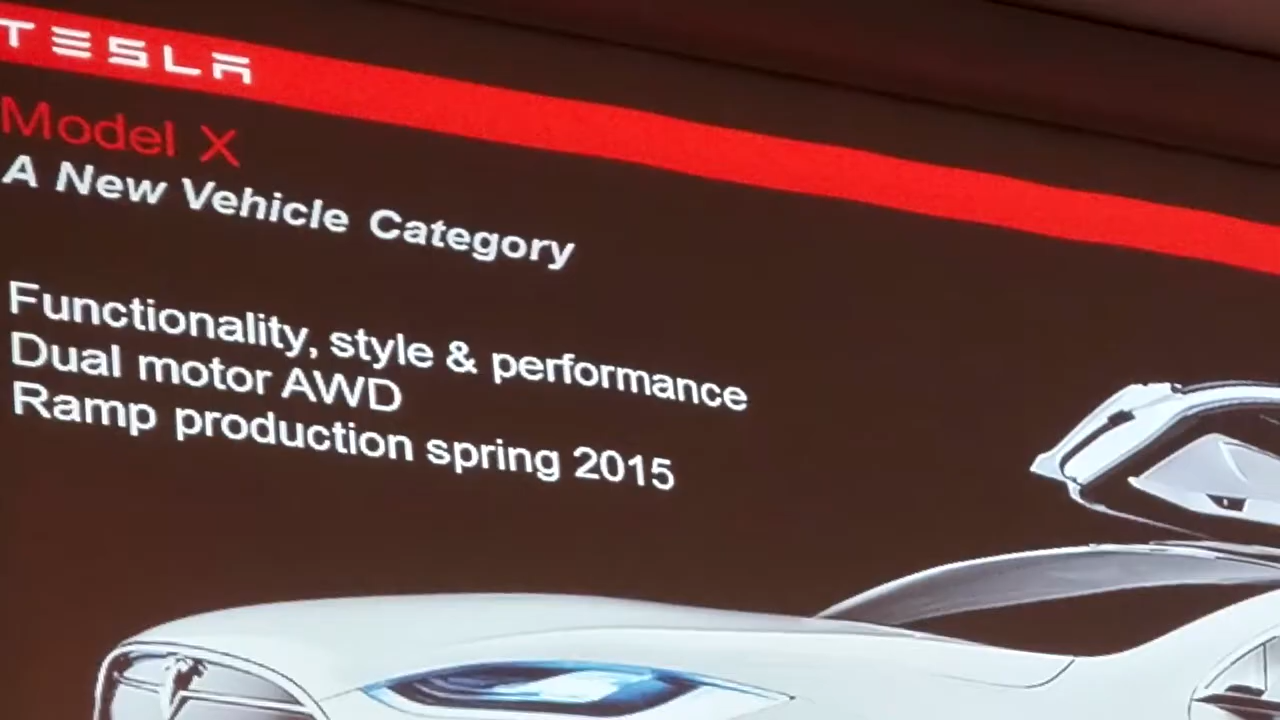 TESLA
Model X
A New Vehicle Category
Functionality, style & performance
Dual motor AWD
Ramp production spring 2015